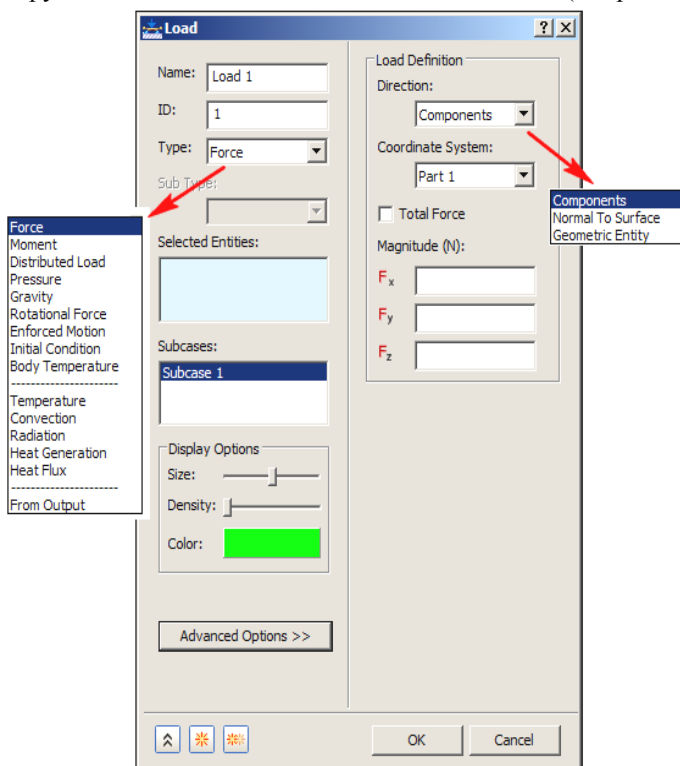 Load
Name: Load 1
ID: 1
Type: Force
Sub Type:
Selected Entities:
Subcases:
Subcase 1
Display Options
Size:
Density:
Color:
Advanced Options >>
Load Definition
Direction:
Components
Coordinate System:
Part 1
Total Force
Magnitude (N):
Fx
Fy
Fz
OK Cancel
Force
Moment
Distributed Load
Pressure
Gravity
Rotational Force
Enforced Motion
Initial Condition
Body Temperature
Temperature
Convection
Radiation
Heat Generation
Heat Flux
From Output
Components
Normal To Surface
Geometric Entity